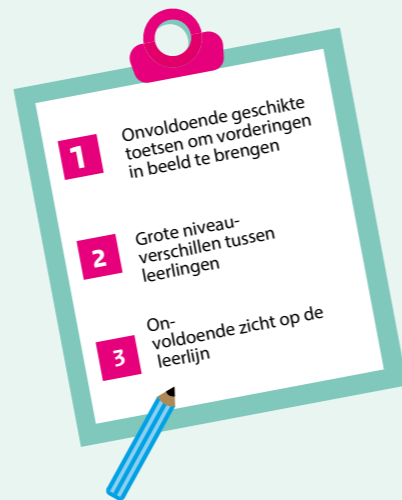 1
Onvoldoende geschikte
toetsen om vorderingen
in beeld te brengen
2
Grote niveau-
verschillen tussen
leerlingen
3
On-
voldoende zicht op de
leerlijn